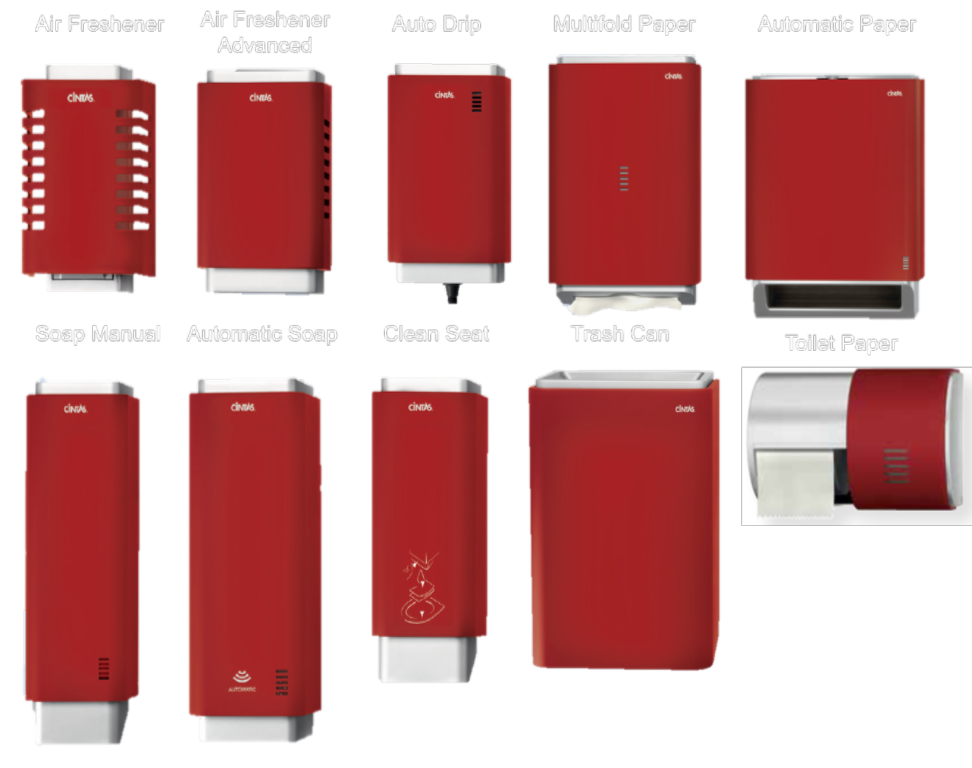 Air Freshener
Air Freshener
Advanced
Auto Drip
Multifold Paper
Automatic Paper
CINTAS
CINTAS
CINTAS
CINTAS
CINTAS
Soap Manual
Automatic Soap
Clean Seat
Trash Can
Toilet Paper
CINTAS
CINTAS
CINTAS
CINTAS
AUTOMATIC